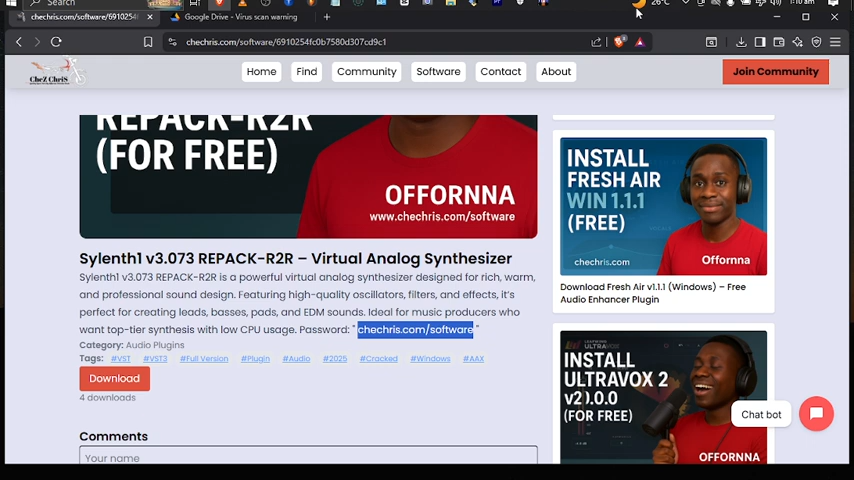 Search
26°C
1:10 am
chechris.com/software/6910254f
Google Drive - Virus scan warning
chechris.com/software/6910254fc0b7580d307cd9c1
CheZ ChriS
Home
Find
Community
Software
Contact
About
Join Community
REPACK-R2R
(FOR FREE)
OFFORNNA
www.chechris.com/software
Sylenth1 v3.073 REPACK-R2R – Virtual Analog Synthesizer
Sylenth1 v3.073 REPACK-R2R is a powerful virtual analog synthesizer designed for rich, warm,
and professional sound design. Featuring high-quality oscillators, filters, and effects, it's
perfect for creating leads, basses, pads, and EDM sounds. Ideal for music producers who
want top-tier synthesis with low CPU usage. Password: " chechris.com/software "
Category: Audio Plugins
Tags: #VST #VST3 #Full Version #Plugin #Audio #2025 #Cracked #Windows #AAX
Download
4 downloads
Comments
Your name
INSTALL
FRESH AIR
WIN 1.1.1
(FREE)
chechris.com
Offornna
Download Fresh Air v1.1.1 (Windows) – Free
Audio Enhancer Plugin
INSTALL
ULTRAVOX 2
v2.0.0
(FOR FREE)
OFFORNNA
Chat bot